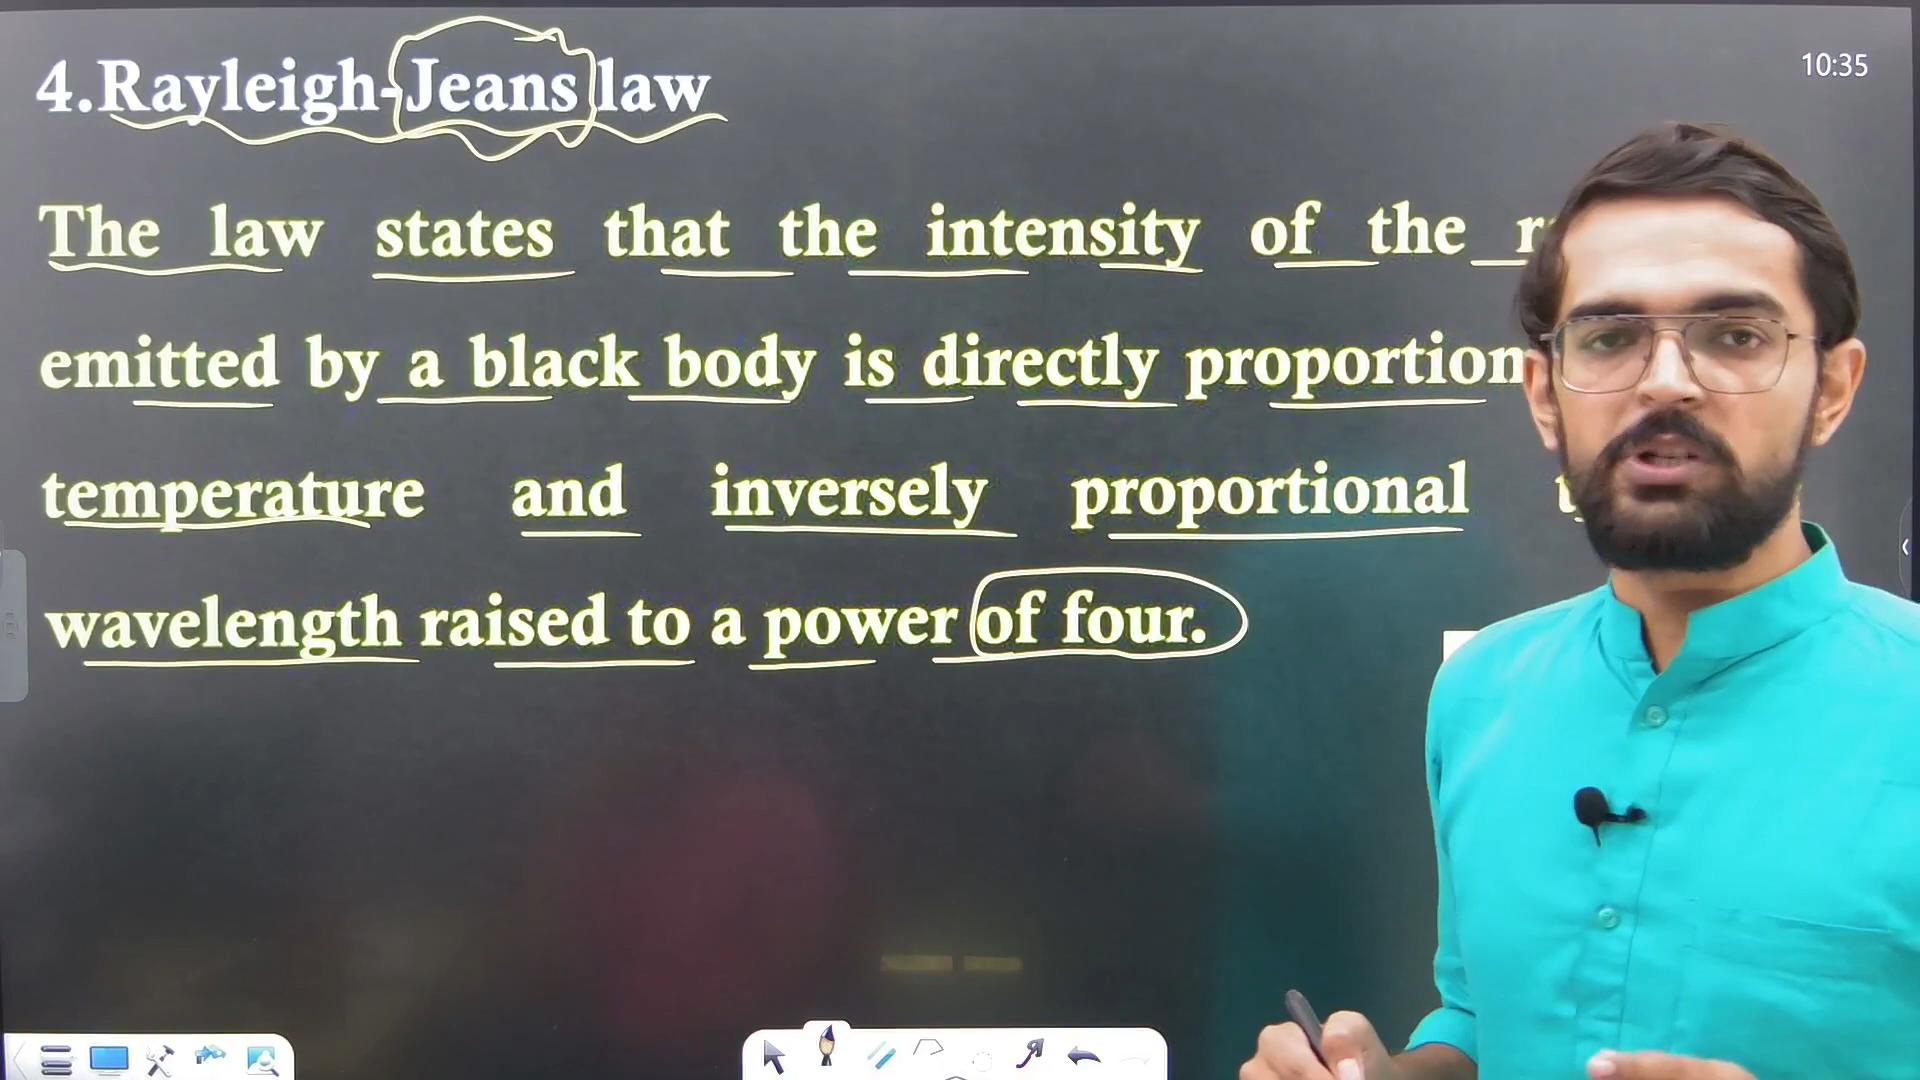 4.Rayleigh-Jeans law
10:35
The law states that the intensity of the
emitted by a black body is directly
temperature and inversely proportional
wavelength raised to a power of four.